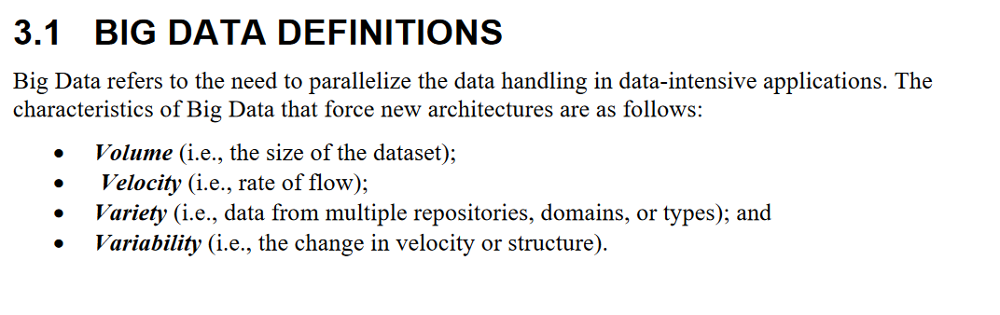 3.1 BIG DATA DEFINITIONS
Big Data refers to the need to parallelize the data handling in data-intensive applications. The
characteristics of Big Data that force new architectures are as follows:
• Volume (i.e., the size of the dataset);
• Velocity (i.e., rate of flow);
• Variety (i.e., data from multiple repositories, domains, or types); and
• Variability (i.e., the change in velocity or structure).